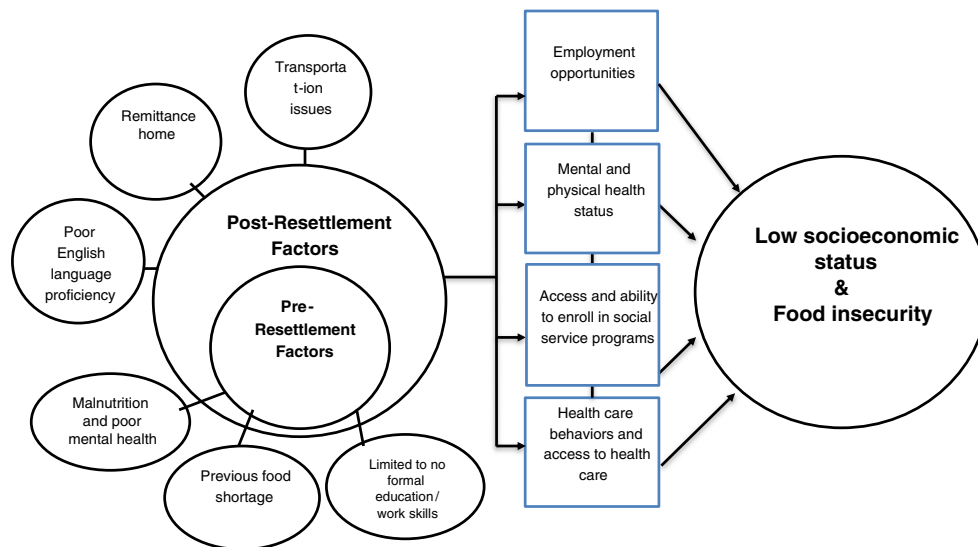 Transporta
t-ion
issues
Remittance
home
Poor
English
language
proficiency
Post-Resettlement
Factors
Pre-
Resettlement
Factors
Malnutrition
and poor
mental health
Previous food
shortage
Limited to no
formal
education/
work skills
Employment
opportunities
Mental and
physical health
status
Access and ability
to enroll in social
service programs
Health care
behaviors and
access to health
care
Low socioeconomic
status
&
Food insecurity